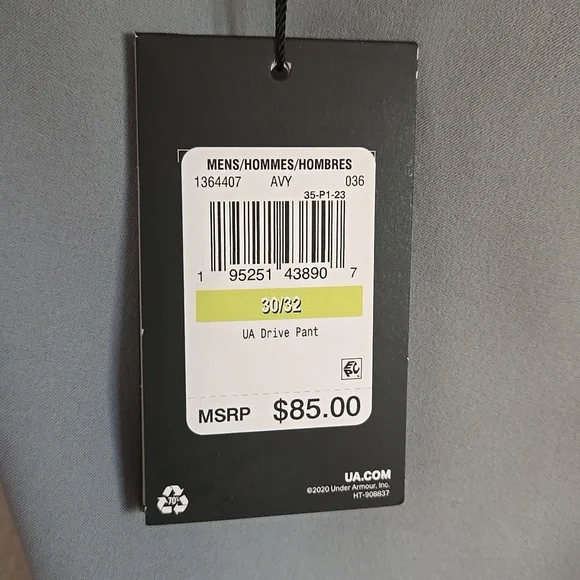 MENS/HOMMES/HOMBRES
1364407 AVY 036
35-P1-23
1 95251 43890 7
30/32
UA Drive Pant
MSRP $85.00
UA.COM
©2020 Under Armour, Inc.
HT-908837
70%